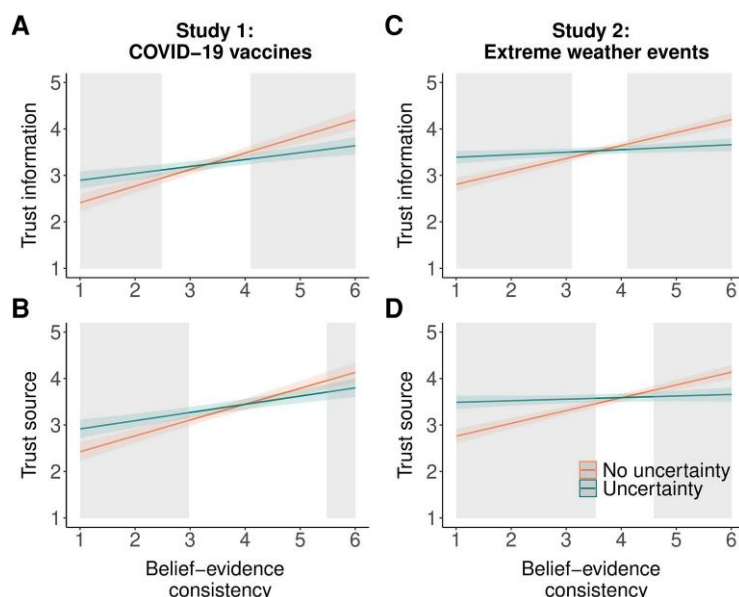 A
Study 1:
COVID−19 vaccines
Trust information
5
4
3
2
1
1 2 3 4 5 6
C
Study 2:
Extreme weather events
Trust information
5
4
3
2
1
1 2 3 4 5 6
B
Trust source
5
4
3
2
1
1 2 3 4 5 6
Belief−evidence
consistency
D
Trust source
5
4
3
2
1
No uncertainty
Uncertainty
1 2 3 4 5 6
Belief−evidence
consistency